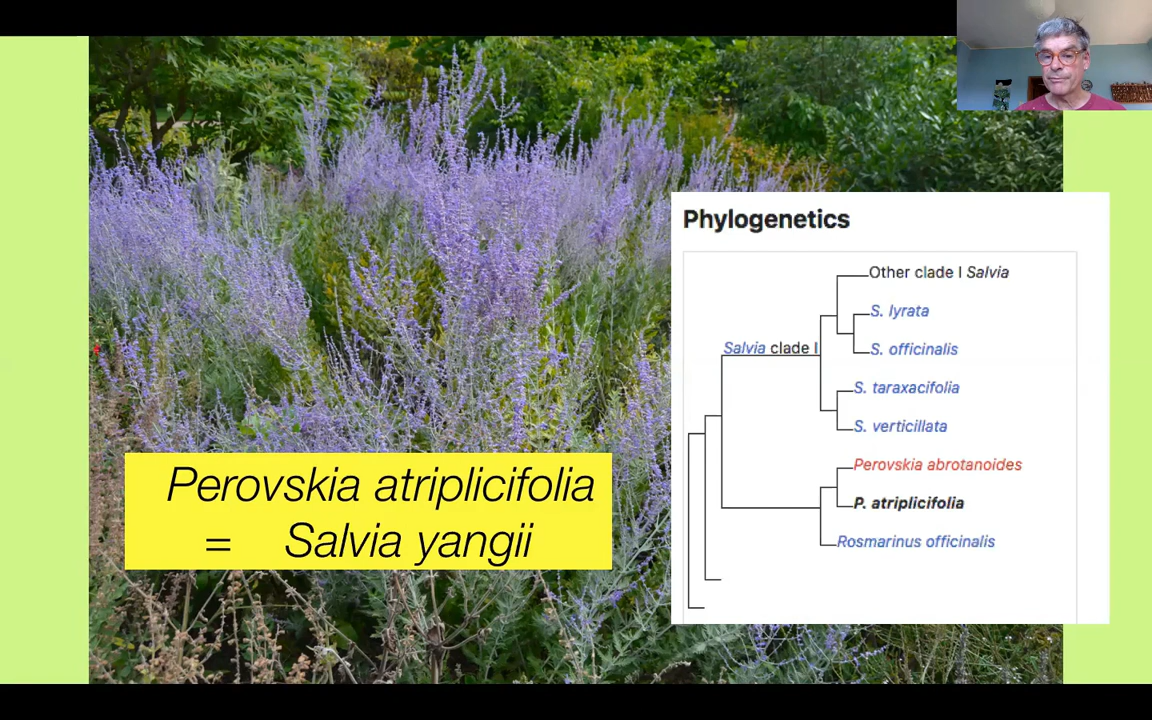 Phylogenetics
Other clade I Salvia
S. lyrata
Salvia clade I
S. officinalis
S. taraxacifolia
S. verticillata
Perovskia abrotanoides
P. atriplicifolia
Rosmarinus officinalis
Perovskia atriplicifolia
= Salvia yangii